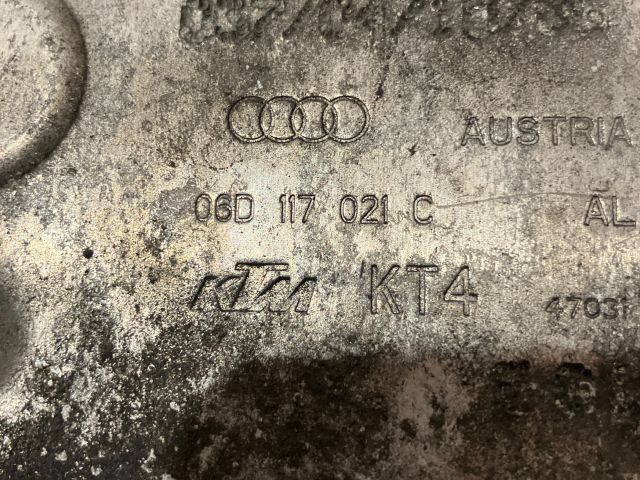 AUSTRIA
06D 117 021 C
AL
KTM KT4
47031